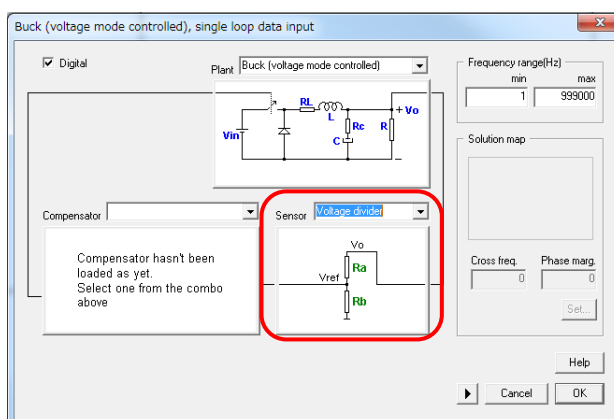 Buck (voltage mode controlled), single loop data input
Digital
Plant Buck (voltage mode controlled)
Frequency range(Hz)
min max
1 999000
RL
L
+ Vo
Vin
Rc
R
C
Solution map
Compensator
Sensor Voltage divider
Compensator hasn't been
loaded as yet.
Select one from the combo
above
Vo
Ra
Vref
Rb
Cross freq. Phase marg.
0 0
Set...
Help
Cancel OK